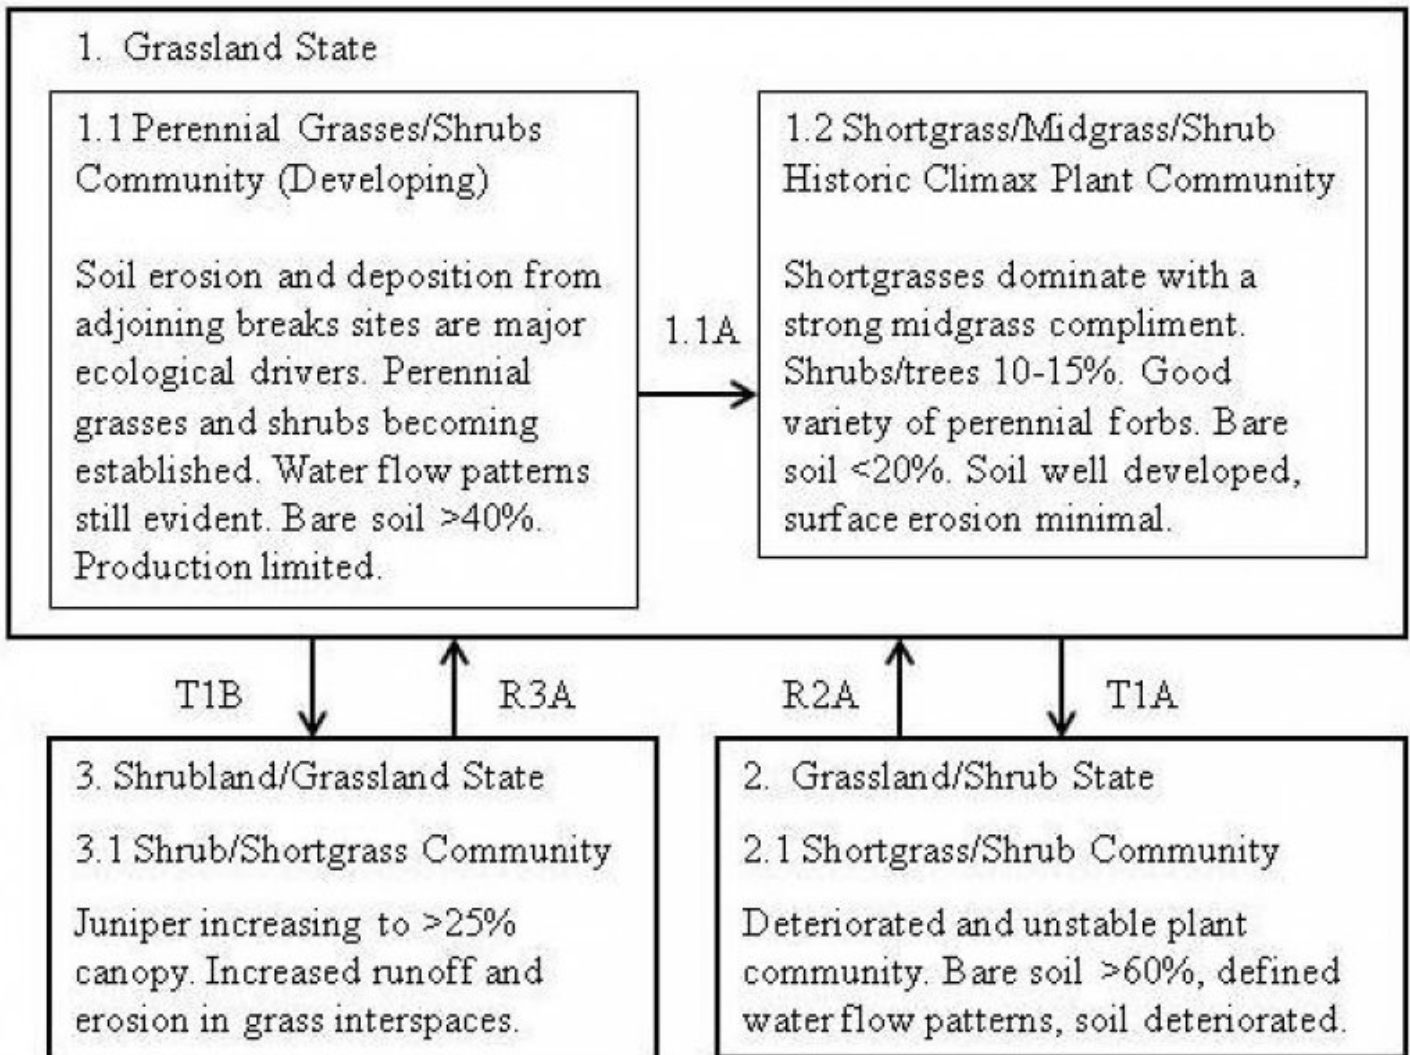 1. Grassland State
1.1 Perennial Grasses/Shrubs
Community (Developing)
Soil erosion and deposition from
adjoining breaks sites are major
ecological drivers. Perennial
grasses and shrubs becoming
established. Water flow patterns
still evident. Bare soil >40%.
Production limited.
1.1A
1.2 Shortgrass/Midgrass/Shrub
Historic Climax Plant Community
Shortgrasses dominate with a
strong midgrass compliment.
Shrubs/trees 10-15%. Good
variety of perennial forbs. Bare
soil <20%. Soil well developed,
surface erosion minimal.
T1B
R3A
R2A
T1A
3. Shrubland/Grassland State
3.1 Shrub/Shortgrass Community
Juniper increasing to >25%
canopy. Increased runoff and
erosion in grass interspaces.
2. Grassland/Shrub State
2.1 Shortgrass/Shrub Community
Deteriorated and unstable plant
community. Bare soil >60%, defined
water flow patterns, soil deteriorated.